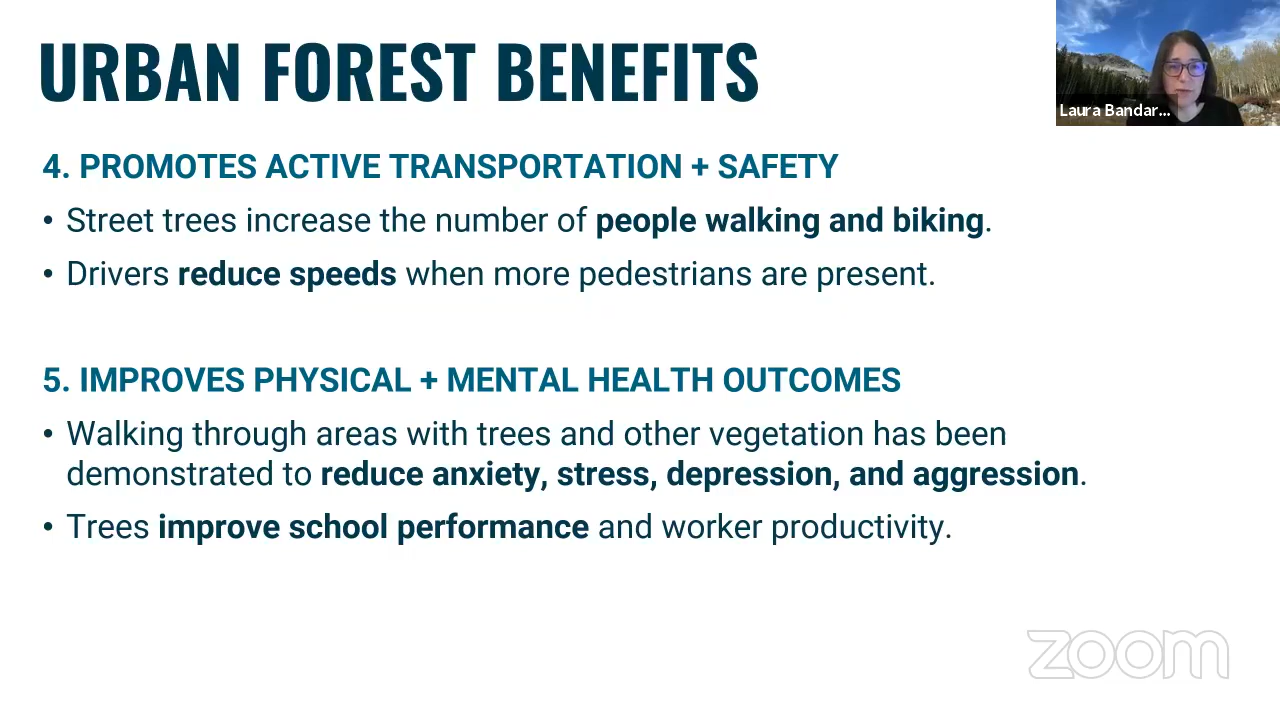 URBAN FOREST BENEFITS
Laura Bandar...
4. PROMOTES ACTIVE TRANSPORTATION + SAFETY
• Street trees increase the number of people walking and biking.
• Drivers reduce speeds when more pedestrians are present.
5. IMPROVES PHYSICAL + MENTAL HEALTH OUTCOMES
• Walking through areas with trees and other vegetation has been
demonstrated to reduce anxiety, stress, depression, and aggression.
• Trees improve school performance and worker productivity.
zoom